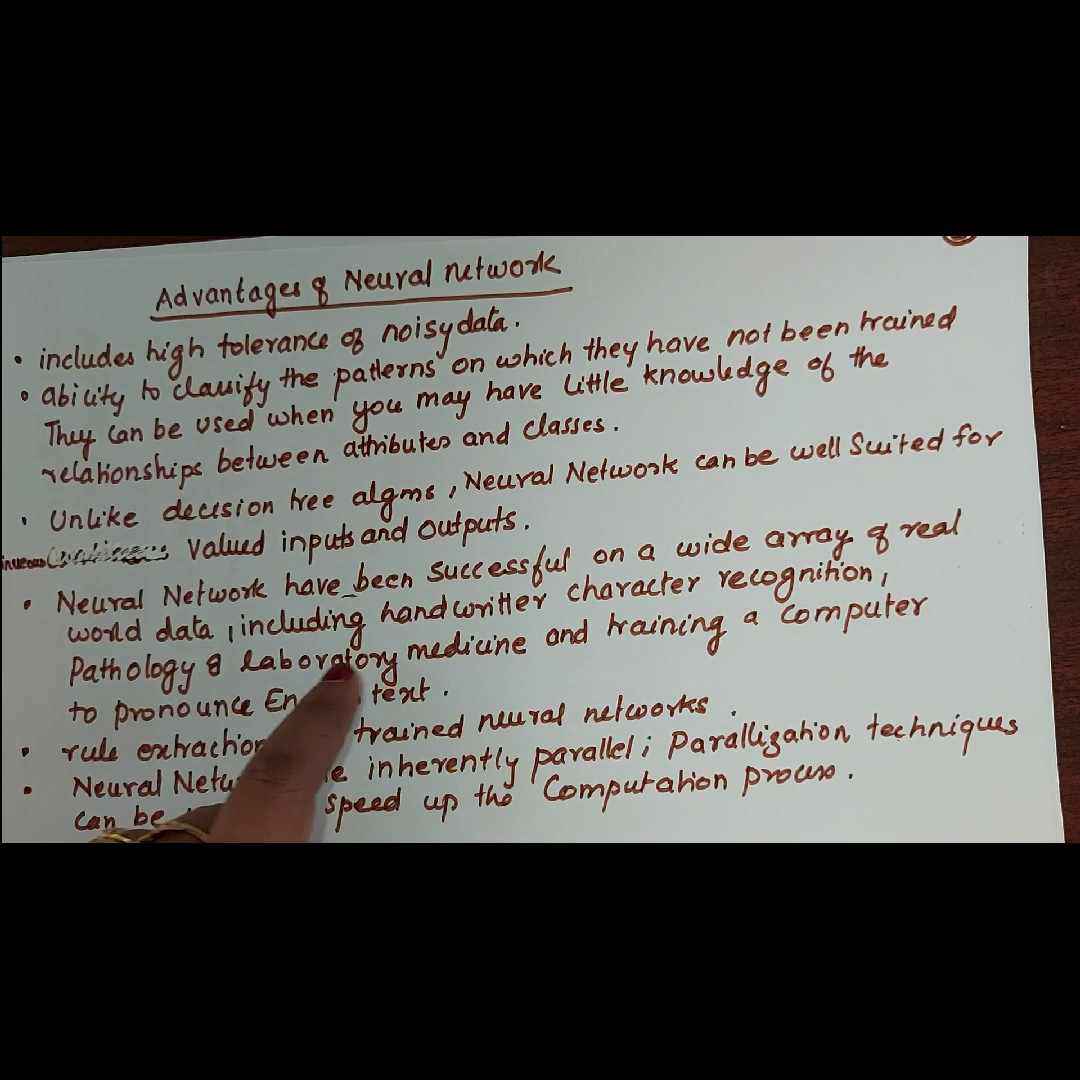 Advantages of Neural network
• includes high tolerance of noisy data.
• ability to classify the patterns on which they have not been trained
They can be used when you may have little knowledge of the
relationships between attributes and classes.
• Unlike decision tree algms, Neural Network can be well suited for
valued inputs and outputs.
• Neural Network have been successful on a wide array of real
world data, including handwritter character recognition,
Pathology & laboratory medicine and training a computer
to pronounce En text.
• rule extraction trained neural networks.
• Neural Netw inherently parallel; Parallization techniques
can be speed up the Computation process.